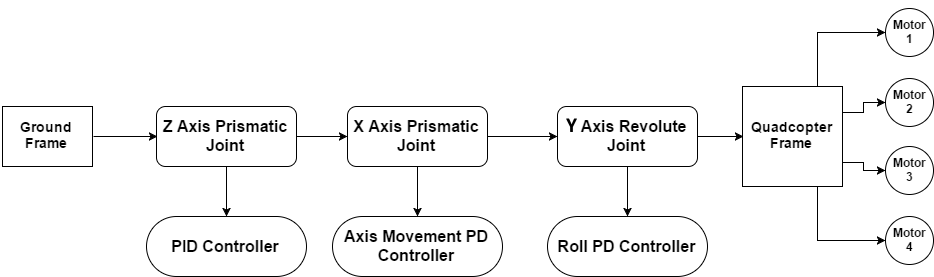 Ground
Frame
Z Axis Prismatic
Joint
X Axis Prismatic
Joint
Y Axis Revolute
Joint
Quadcopter
Frame
Motor
1
Motor
2
Motor
3
Motor
4
PID Controller
Axis Movement PD
Controller
Roll PD Controller